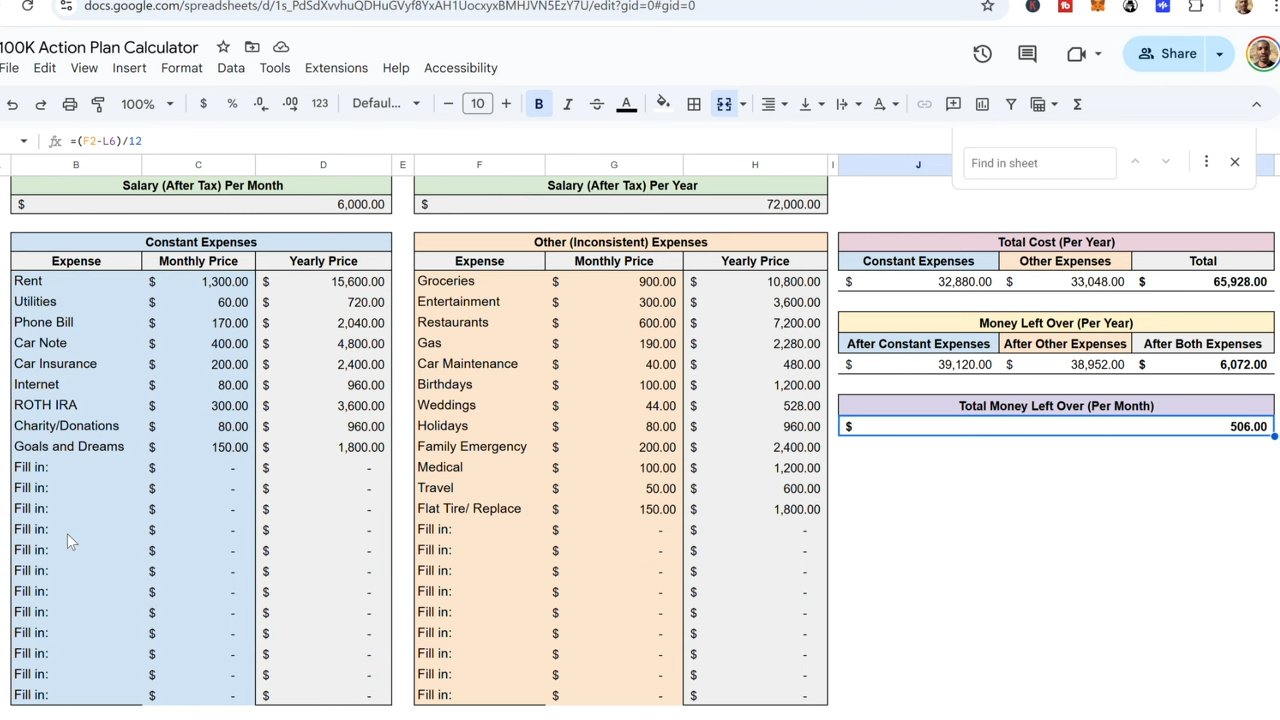 docs.google.com/spreadsheets/d/1s_PdSdXvvhuQDHuGVyf8YxAH1UocxyxBMHJVN5EzY7U/edit?gid=0#gid=0
100K Action Plan Calculator
File Edit View Insert Format Data Tools Extensions Help Accessibility
Share
100% $ % .0 .00 123 Defaul... − 10 + B I S A Σ
fx =(F2-L6)/12
Find in sheet
B C D E F G H I J
Salary (After Tax) Per Month Salary (After Tax) Per Year
$ 6,000.00 $ 72,000.00
Constant Expenses Other (Inconsistent) Expenses Total Cost (Per Year)
Expense Monthly Price Yearly Price Expense Monthly Price Yearly Price Constant Expenses Other Expenses Total
Rent $ 1,300.00 $ 15,600.00 Groceries $ 900.00 $ 10,800.00 $ 32,880.00 $ 33,048.00 $ 65,928.00
Utilities $ 60.00 $ 720.00 Entertainment $ 300.00 $ 3,600.00
Phone Bill $ 170.00 $ 2,040.00 Restaurants $ 600.00 $ 7,200.00 Money Left Over (Per Year)
Car Note $ 400.00 $ 4,800.00 Gas $ 190.00 $ 2,280.00 After Constant Expenses After Other Expenses After Both Expenses
Car Insurance $ 200.00 $ 2,400.00 Car Maintenance $ 40.00 $ 480.00 $ 39,120.00 $ 38,952.00 $ 6,072.00
Internet $ 80.00 $ 960.00 Birthdays $ 100.00 $ 1,200.00
ROTH IRA $ 300.00 $ 3,600.00 Weddings $ 44.00 $ 528.00 Total Money Left Over (Per Month)
Charity/Donations $ 80.00 $ 960.00 Holidays $ 80.00 $ 960.00 $ 506.00
Goals and Dreams $ 150.00 $ 1,800.00 Family Emergency $ 200.00 $ 2,400.00
Fill in: $ - $ - Medical $ 100.00 $ 1,200.00
Fill in: $ - $ - Travel $ 50.00 $ 600.00
Fill in: $ - $ - Flat Tire/ Replace $ 150.00 $ 1,800.00
Fill in: $ - $ - Fill in: $ - $ -
Fill in: $ - $ - Fill in: $ - $ -
Fill in: $ - $ - Fill in: $ - $ -
Fill in: $ - $ - Fill in: $ - $ -
Fill in: $ - $ - Fill in: $ - $ -
Fill in: $ - $ - Fill in: $ - $ -
Fill in: $ - $ - Fill in: $ - $ -
Fill in: $ - $ - Fill in: $ - $ -
Fill in: $ - $ - Fill in: $ - $ -